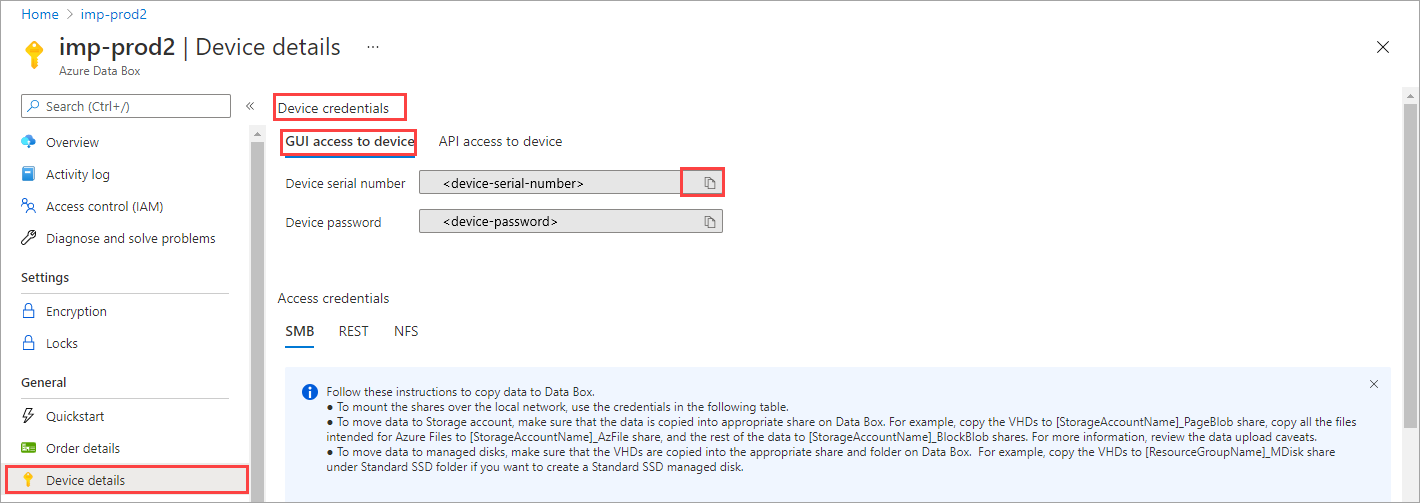 Home > imp-prod2
imp-prod2 | Device details ...
Azure Data Box
Search (Ctrl+/)
Overview
Activity log
Access control (IAM)
Diagnose and solve problems
Settings
Encryption
Locks
General
Quickstart
Order details
Device details
Device credentials
GUI access to device API access to device
Device serial number <device-serial-number>
Device password <device-password>
Access credentials
SMB REST NFS
Follow these instructions to copy data to Data Box.
● To mount the shares over the local network, use the credentials in the following table.
● To move data to Storage account, make sure that the data is copied into appropriate share on Data Box. For example, copy the VHDs to [StorageAccountName]_PageBlob share, copy all the files
intended for Azure Files to [StorageAccountName]_AzFile share, and the rest of the data to [StorageAccountName]_BlockBlob shares. For more information, review the data upload caveats.
● To move data to managed disks, make sure that the VHDs are copied into the appropriate share and folder on Data Box. For example, copy the VHDs to [ResourceGroupName]_MDisk share
under Standard SSD folder if you want to create a Standard SSD managed disk.